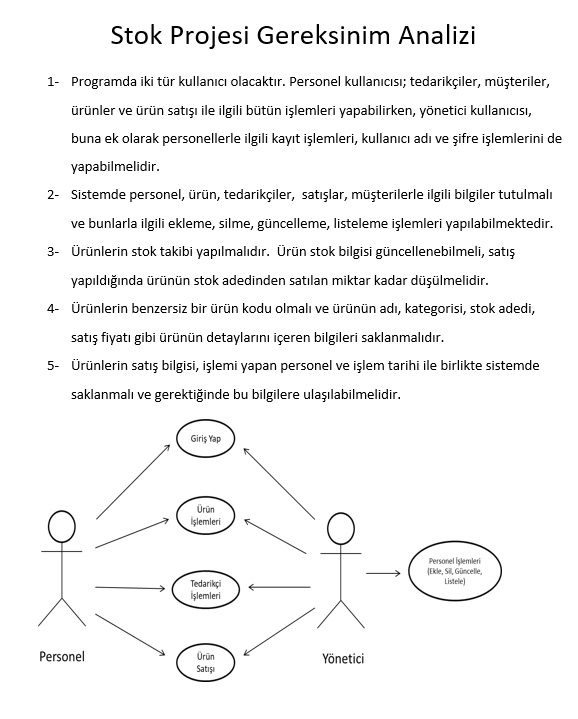 Stok Projesi Gereksinim Analizi
1- Programda iki tür kullanıcı olacaktır. Personel kullanıcısı; tedarikçiler, müşteriler,
ürünler ve ürün satışı ile ilgili bütün işlemleri yapabilirken, yönetici kullanıcısı,
buna ek olarak personellerle ilgili kayıt işlemleri, kullanıcı adı ve şifre işlemlerini de
yapabilmelidir.
2- Sistemde personel, ürün, tedarikçiler, satışlar, müşterilerle ilgili bilgiler tutulmalı
ve bunlarla ilgili ekleme, silme, güncelleme, listeleme işlemleri yapılabilmektedir.
3- Ürünlerin stok takibi yapılmalıdır. Ürün stok bilgisi güncellenebilmeli, satış
yapıldığında ürünün stok adedinden satılan miktar kadar düşülmelidir.
4- Ürünlerin benzersiz bir ürün kodu olmalı ve ürünün adı, kategorisi, stok adedi,
satış fiyatı gibi ürünün detaylarını içeren bilgileri saklanmalıdır.
5- Ürünlerin satış bilgisi, işlemi yapan personel ve işlem tarihi ile birlikte sistemde
saklanmalı ve gerektiğinde bu bilgilere ulaşılabilmelidir.
Giriş Yap
Ürün
İşlemleri
Personel İşlemleri
(Ekle, Sil, Güncelle,
Listele)
Tedarikçi
İşlemleri
Personel
Ürün
Satışı
Yönetici